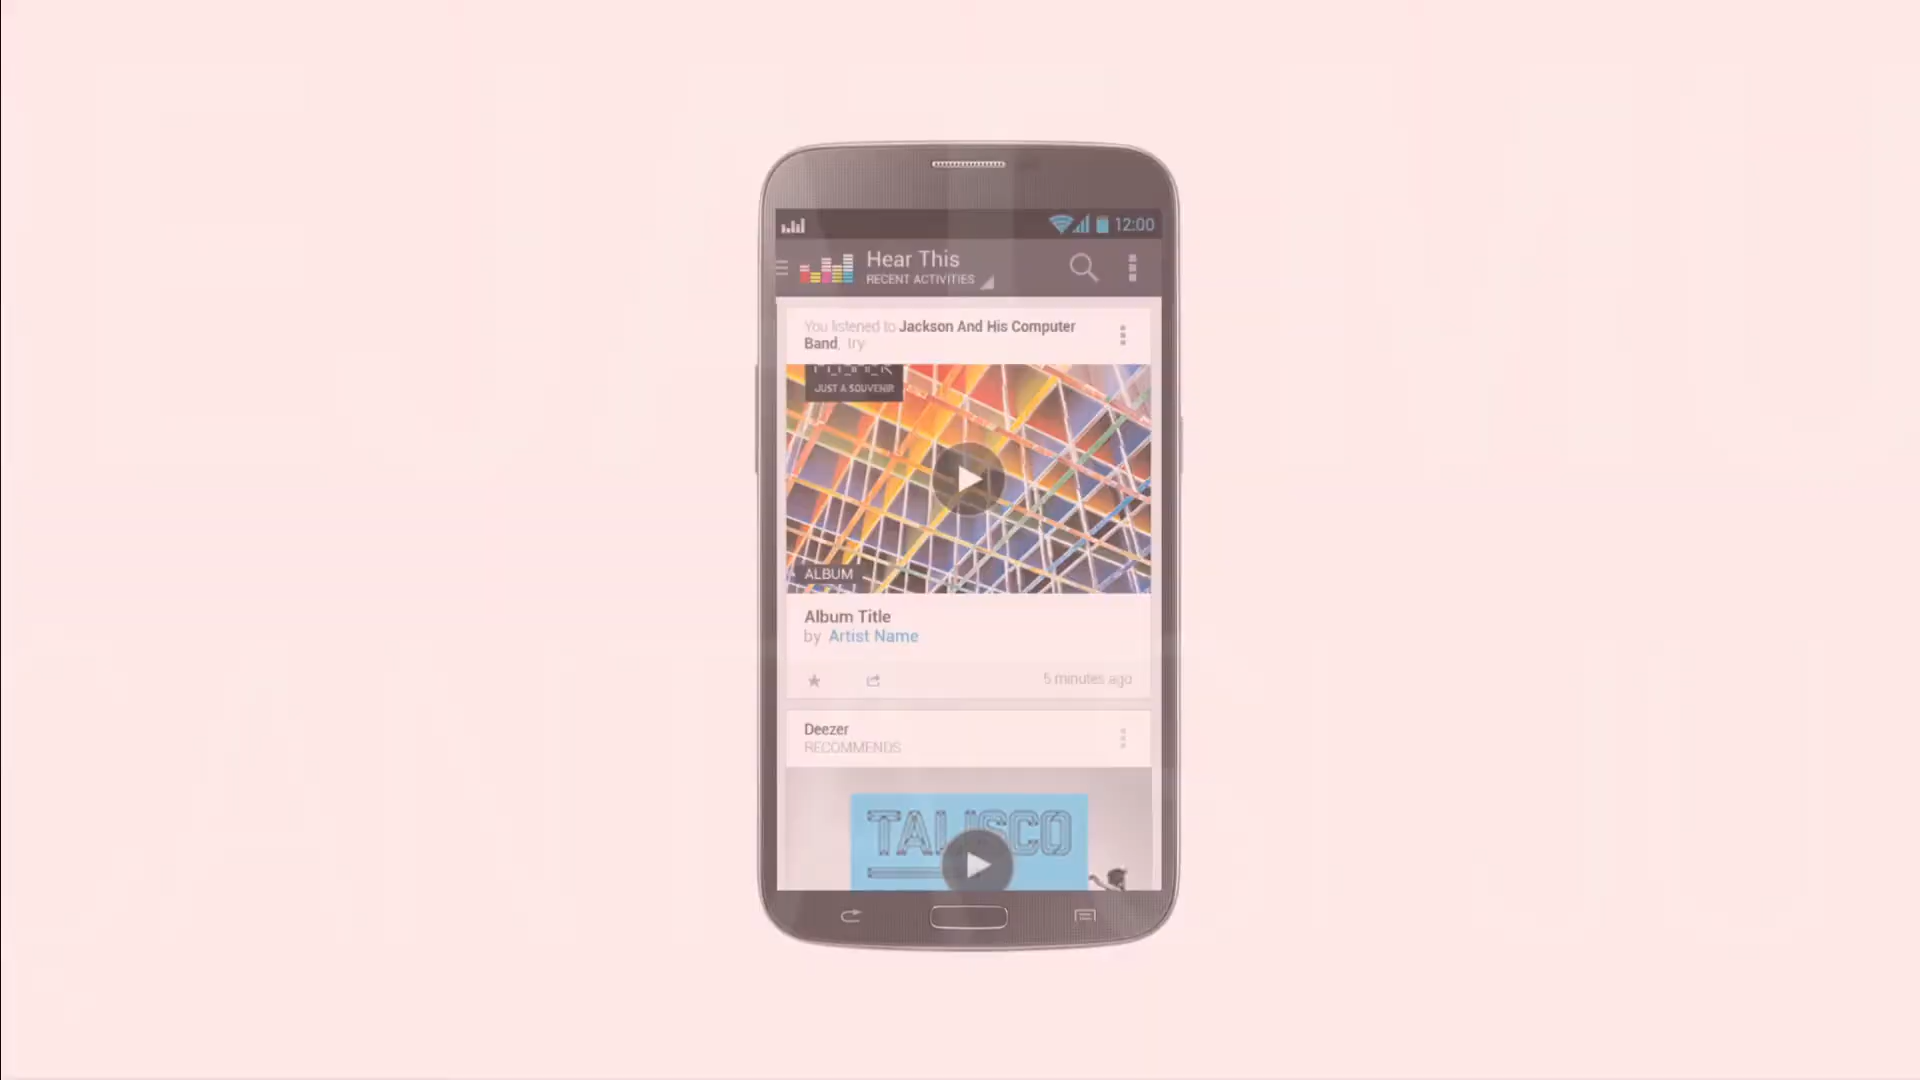 12:00
Hear This
RECENT ACTIVITIES
You listened to Jackson And His Computer
Band, try
JUST A SOUVENIR
ALBUM
Album Title
by Artist Name
5 minutes ago
Deezer
RECOMMENDS
TALISCO